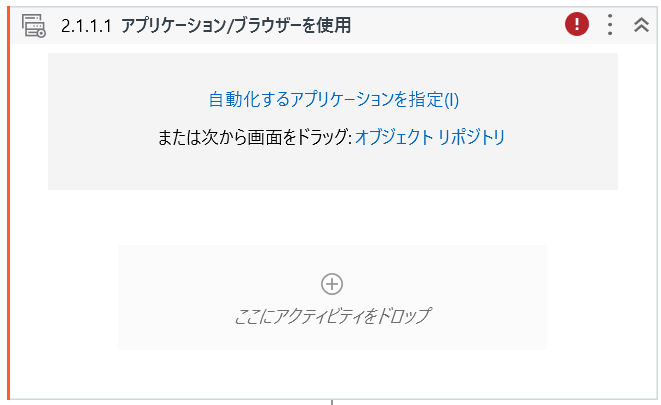 2.1.1.1 アプリケーション/ブラウザーを使用
自動化するアプリケーションを指定(I)
または次から画面をドラッグ: オブジェクト リポジトリ
ここにアクティビティをドロップ